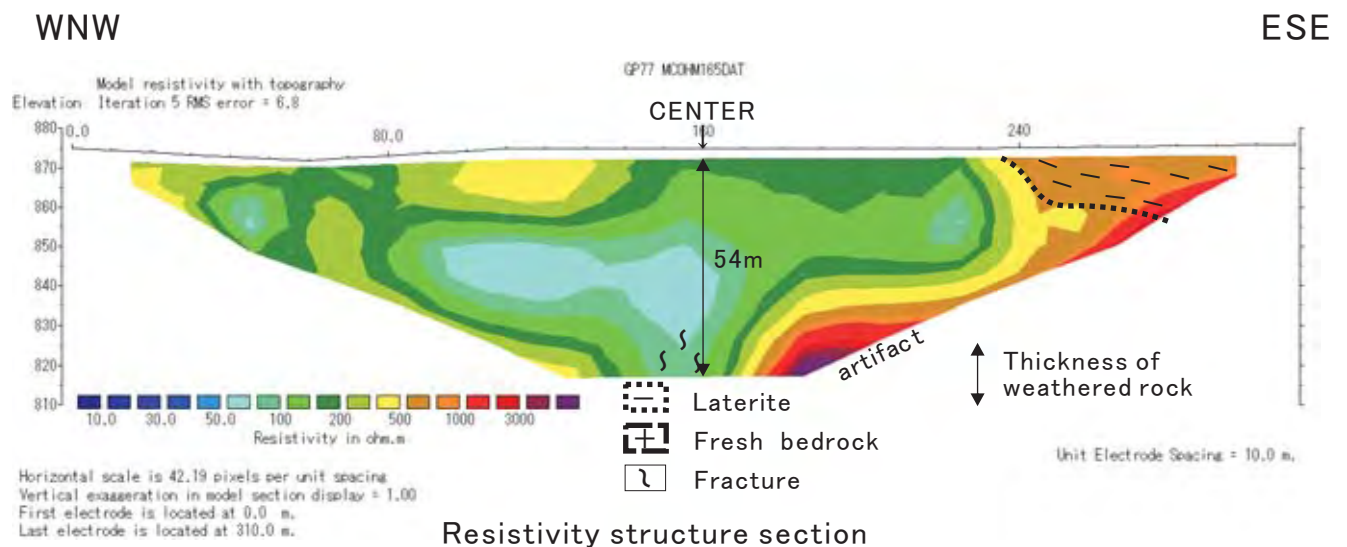 WNW
ESE
GP77 MCOHM165DAT
Model resistivity with topography
Elevation Iteration 5 RMS error = 6.8
CENTER
880 0.0 80.0 160 240
870
860
850
54m
840
830
820
810
artifact
Thickness of
weathered rock
10.0 30.0 50.0 100 200 500 1000 3000
Resistivity in ohm.m
Laterite
Fresh bedrock
Fracture
Unit Electrode Spacing = 10.0 m.
Horizontal scale is 42.19 pixels per unit spacing
Vertical exaggeration in model section display = 1.00
First electrode is located at 0.0 m.
Last electrode is located at 310.0 m.
Resistivity structure section